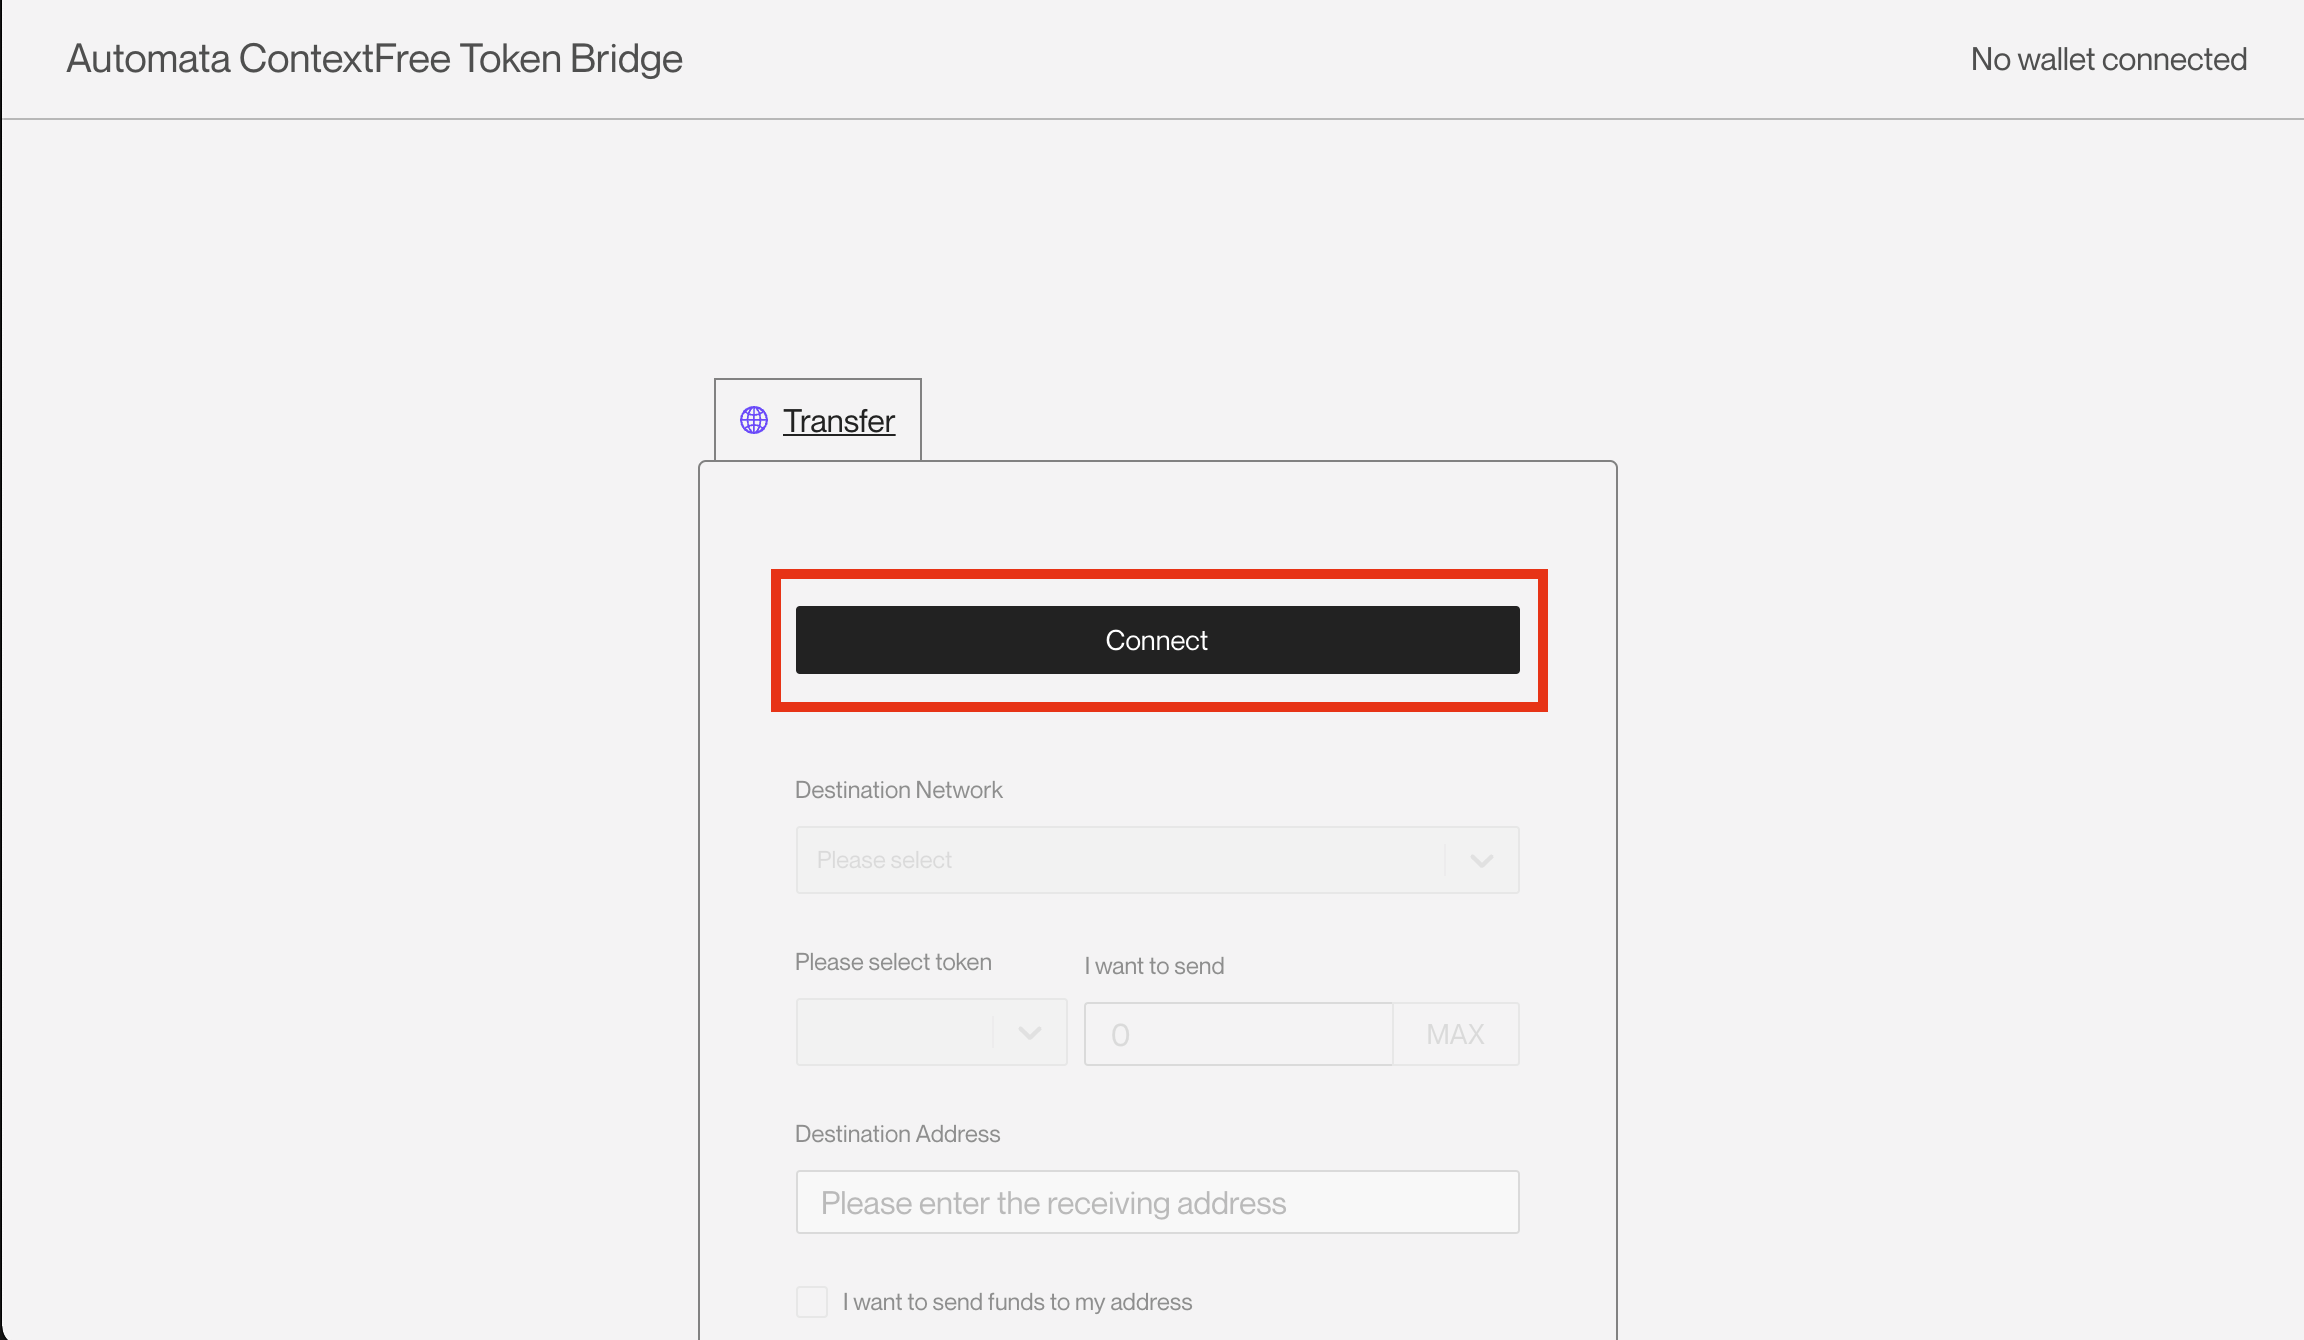 Automata ContextFree Token Bridge
No wallet connected
Transfer
Connect
Destination Network
Please select
Please select token
I want to send
0
MAX
Destination Address
Please enter the receiving address
I want to send funds to my address